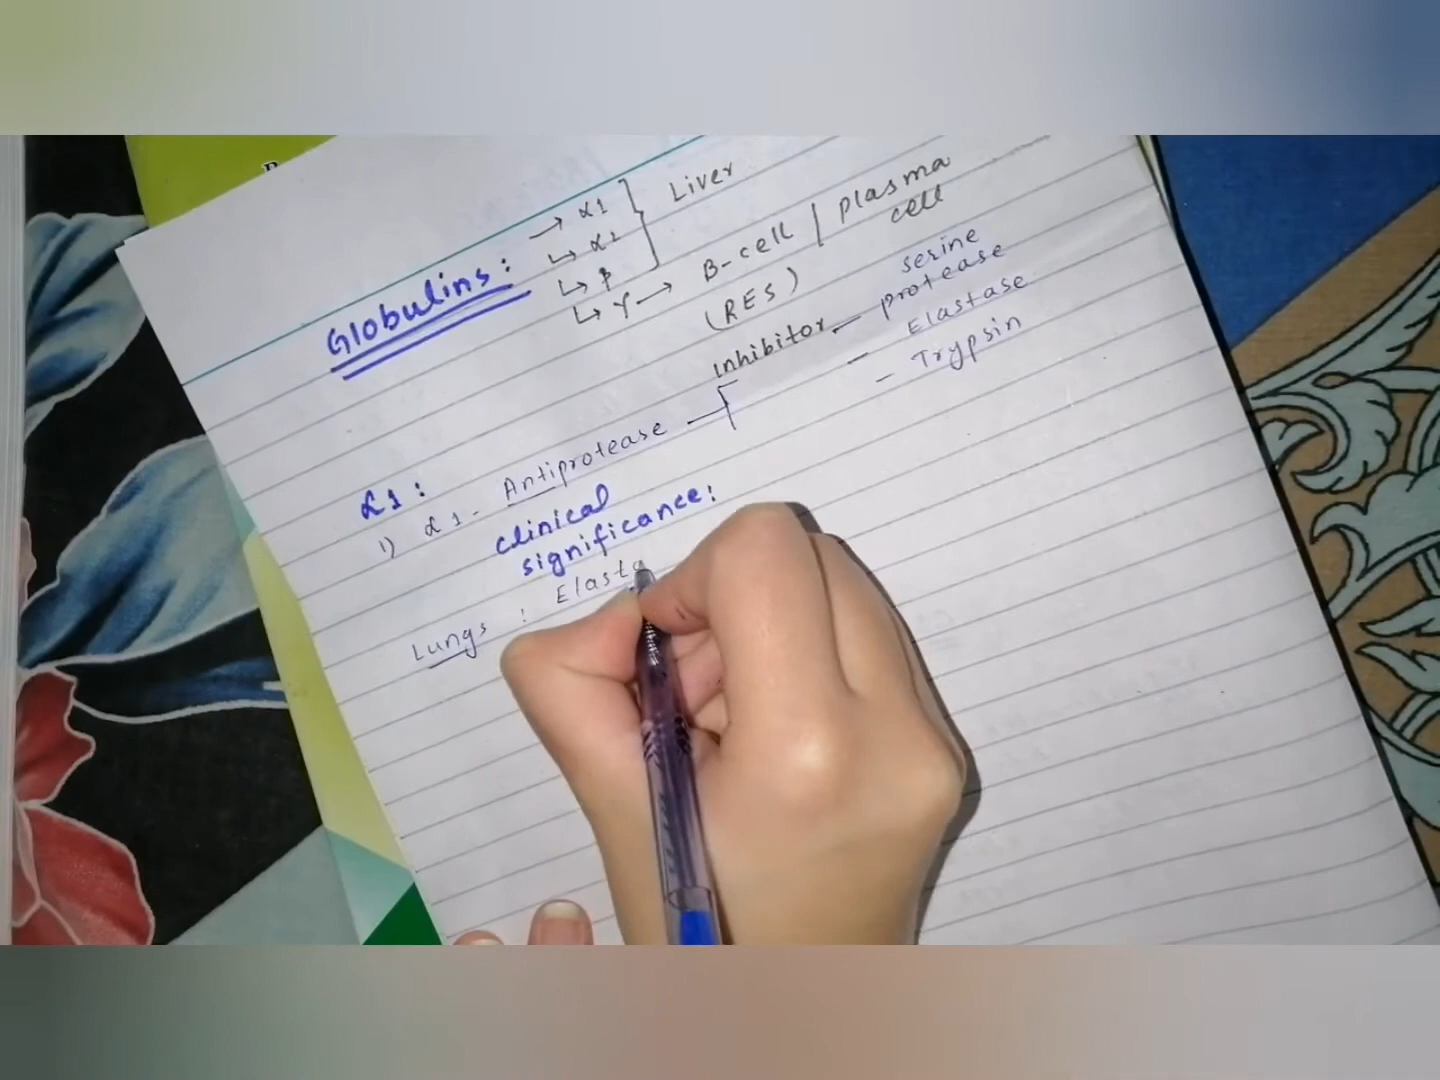 Globulins:
→ α1
↳ α2
↳ β
} Liver
↳ γ → B-cell / plasma
cell
(RES)
α1:
1) α1- Antiprotease →
inhibitor – serine
protease
– Elastase
– Trypsin
clinical
significance:
Lungs : Elasta